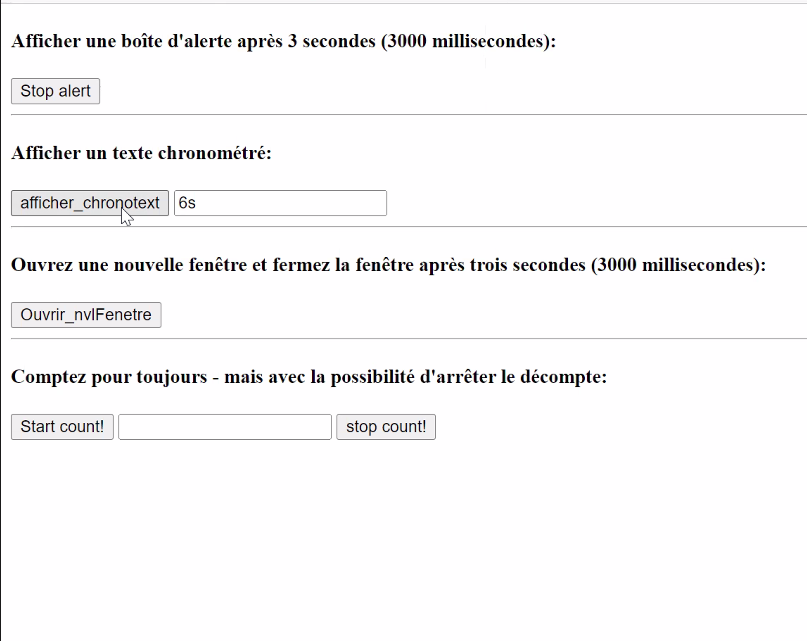 Afficher une boîte d'alerte après 3 secondes (3000 millisecondes):
Stop alert
Afficher un texte chronométré:
afficher_chronotext 6s
Ouvrez une nouvelle fenêtre et fermez la fenêtre après trois secondes (3000 millisecondes):
Ouvrir_nvlFenetre
Comptez pour toujours - mais avec la possibilité d'arrêter le décompte:
Start count! stop count!